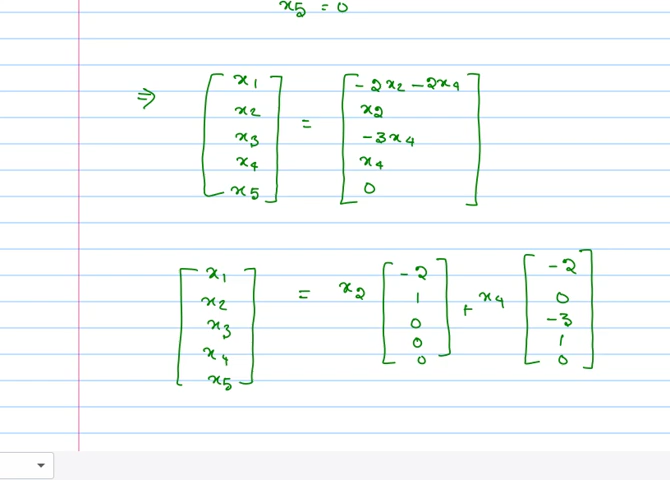 x5 = 0
⇒ [x1 x2 x3 x4 x5] = [-2x2 -2x4 x2 -3x4 x4 0]
[x1 x2 x3 x4 x5] = x2 [-2 1 0 0 0] + x4 [-2 0 -3 1 0]